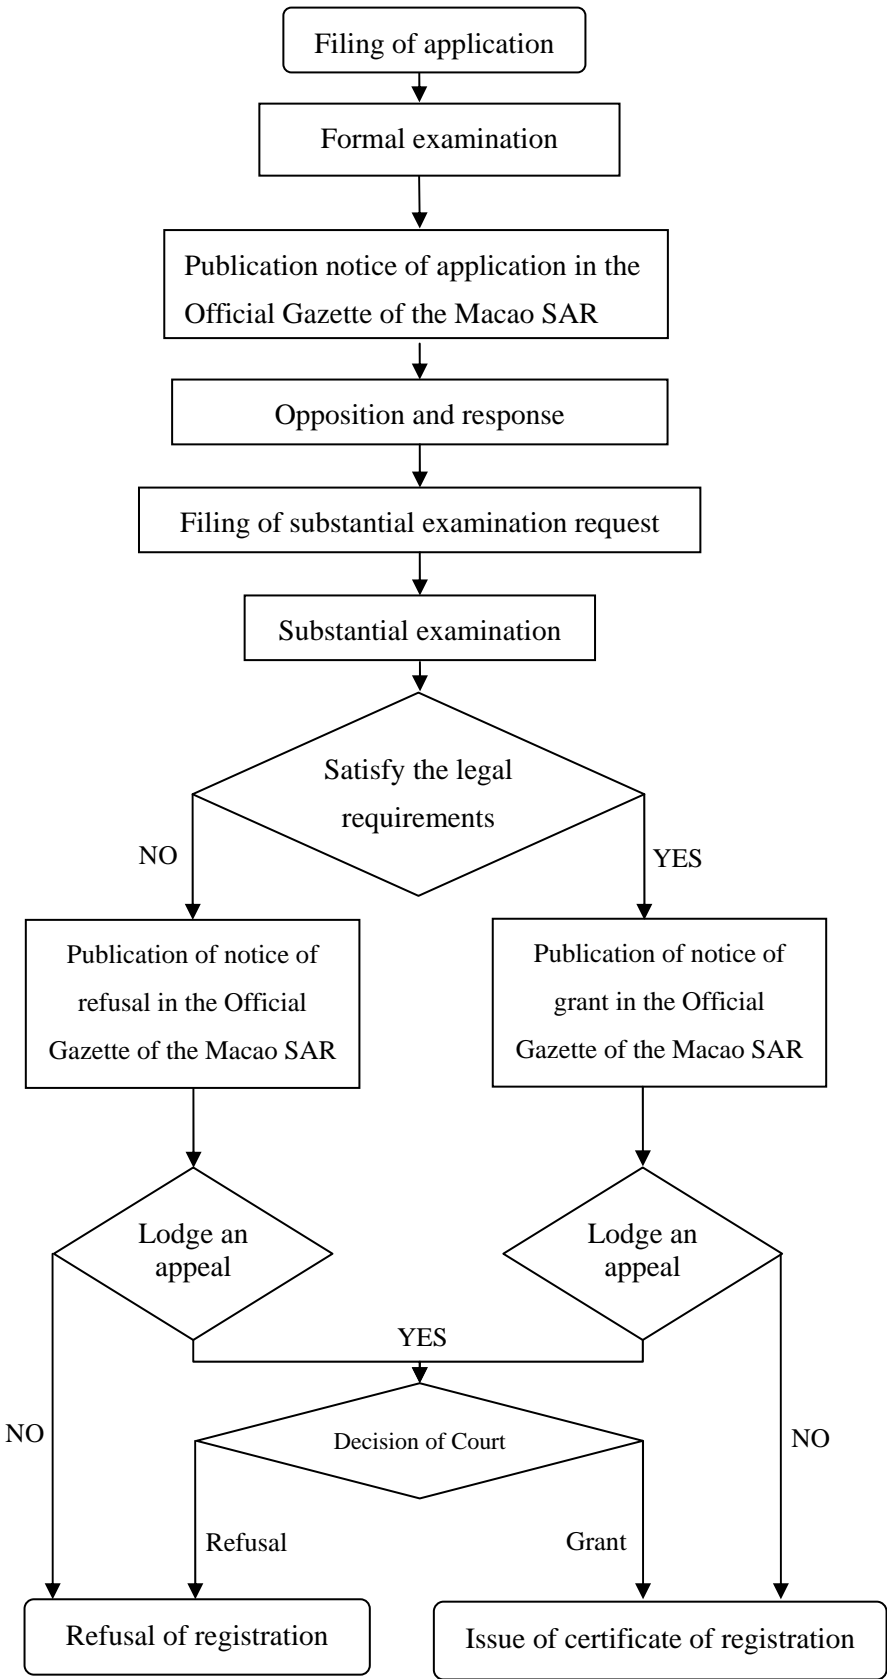 Filing of application
Formal examination
Publication notice of application in the
Official Gazette of the Macao SAR
Opposition and response
Filing of substantial examination request
Substantial examination
Satisfy the legal
requirements
NO
YES
Publication of notice of
refusal in the Official
Gazette of the Macao SAR
Publication of notice of
grant in the Official
Gazette of the Macao SAR
Lodge an
appeal
Lodge an
appeal
YES
NO
Decision of Court
NO
Refusal
Grant
Refusal of registration
Issue of certificate of registration